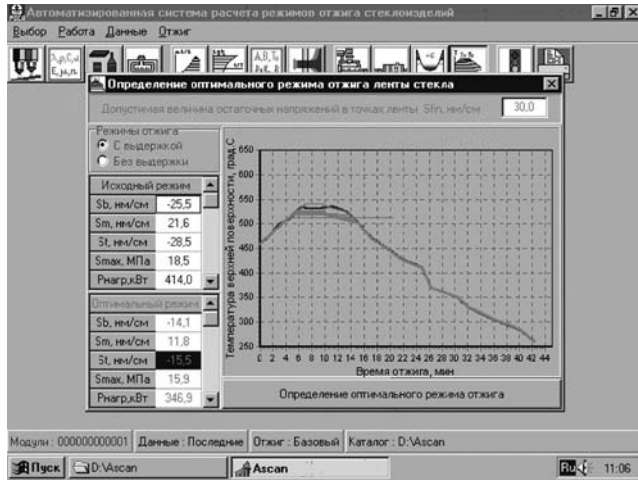 Автоматизированная система расчета режимов отжига стеклоизделий
Выбор Работа Данные Отжиг
Определение оптимального режима отжига ленты стекла
Допустимая величина остаточных напряжений в точках ленты Sfin, нм/см 30,0
Режимы отжига
С выдержкой
Без выдержки
Исходный режим
Sb, нм/см -25,5
Sm, нм/см 21,6
St, нм/см -28,5
Smax, МПа 18,5
Рнагр,кВт 414,0
Оптимальный режим
Sb, нм/см -14,1
Sm, нм/см 11,8
St, нм/см -15,5
Smax, МПа 15,9
Рнагр,кВт 346,9
Температура верхней поверхности, град.С
650
600
550
500
450
400
350
300
250
0 2 4 6 8 10 12 14 16 18 20 22 24 26 28 30 32 34 36 38 40 42 44
Время отжига, мин
Определение оптимального режима отжига
Модули : 000000000001 Данные : Последние Отжиг : Базовый Каталог : D:\Ascan
Пуск D:\Ascan Ascan Ru 11:06